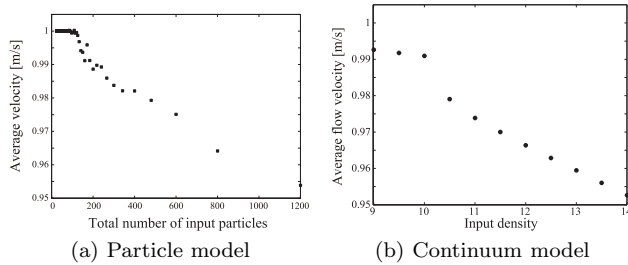 Average velocity [m/s]
1
0.99
0.98
0.97
0.96
0.95
0 200 400 600 800 1000 1200
Total number of input particles
(a) Particle model
Average flow velocity [m/s]
1
0.99
0.98
0.97
0.96
0.95
9 10 11 12 13 14
Input density
(b) Continuum model